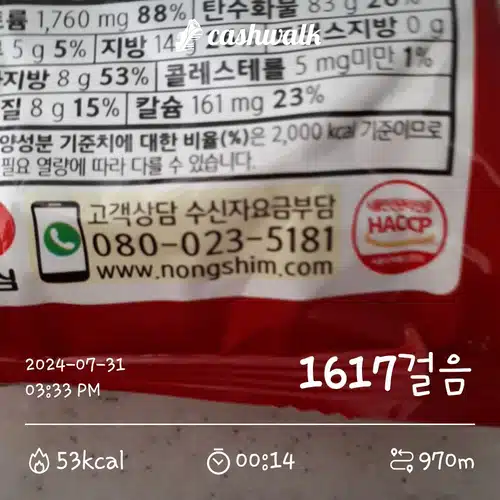 cashwalk
1,760 mg 88% 탄수화물 83 g
5 g 5% 지방 14 스지방 0 g
지방 8 g 53% 콜레스테롤 5 mg미만 1%
질 8 g 15% 칼슘 161 mg 23%
양성분 기준치에 대한 비율(%)은 2,000 kcal 기준이므로
필요 열량에 따라 다를 수 있습니다.
고객상담 수신자요금부담
080-023-5181
www.nongshim.com
HACCP
심
2024-07-31
03:33 PM
1617걸음
53kcal
00:14
970m